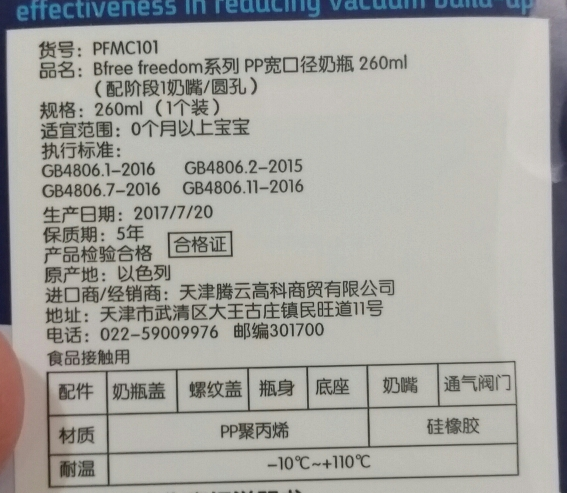 effectiveness in reducing vacuum build-up
货号：PFMC101
品名：Bfree freedom系列 PP宽口径奶瓶 260ml
（配阶段1奶嘴/圆孔）
规格：260ml（1个装）
适宜范围：0个月以上宝宝
执行标准：
GB4806.1-2016 GB4806.2-2015
GB4806.7-2016 GB4806.11-2016
生产日期：2017/7/20
保质期：5年
产品检验合格 合格证
原产地：以色列
进口商/经销商：天津腾云高科商贸有限公司
地址：天津市武清区大王古庄镇民旺道11号
电话：022-59009976 邮编301700
食品接触用
配件 奶瓶盖 螺纹盖 瓶身 底座 奶嘴 通气阀门
材质 PP聚丙烯 硅橡胶
耐温 -10℃~+110℃